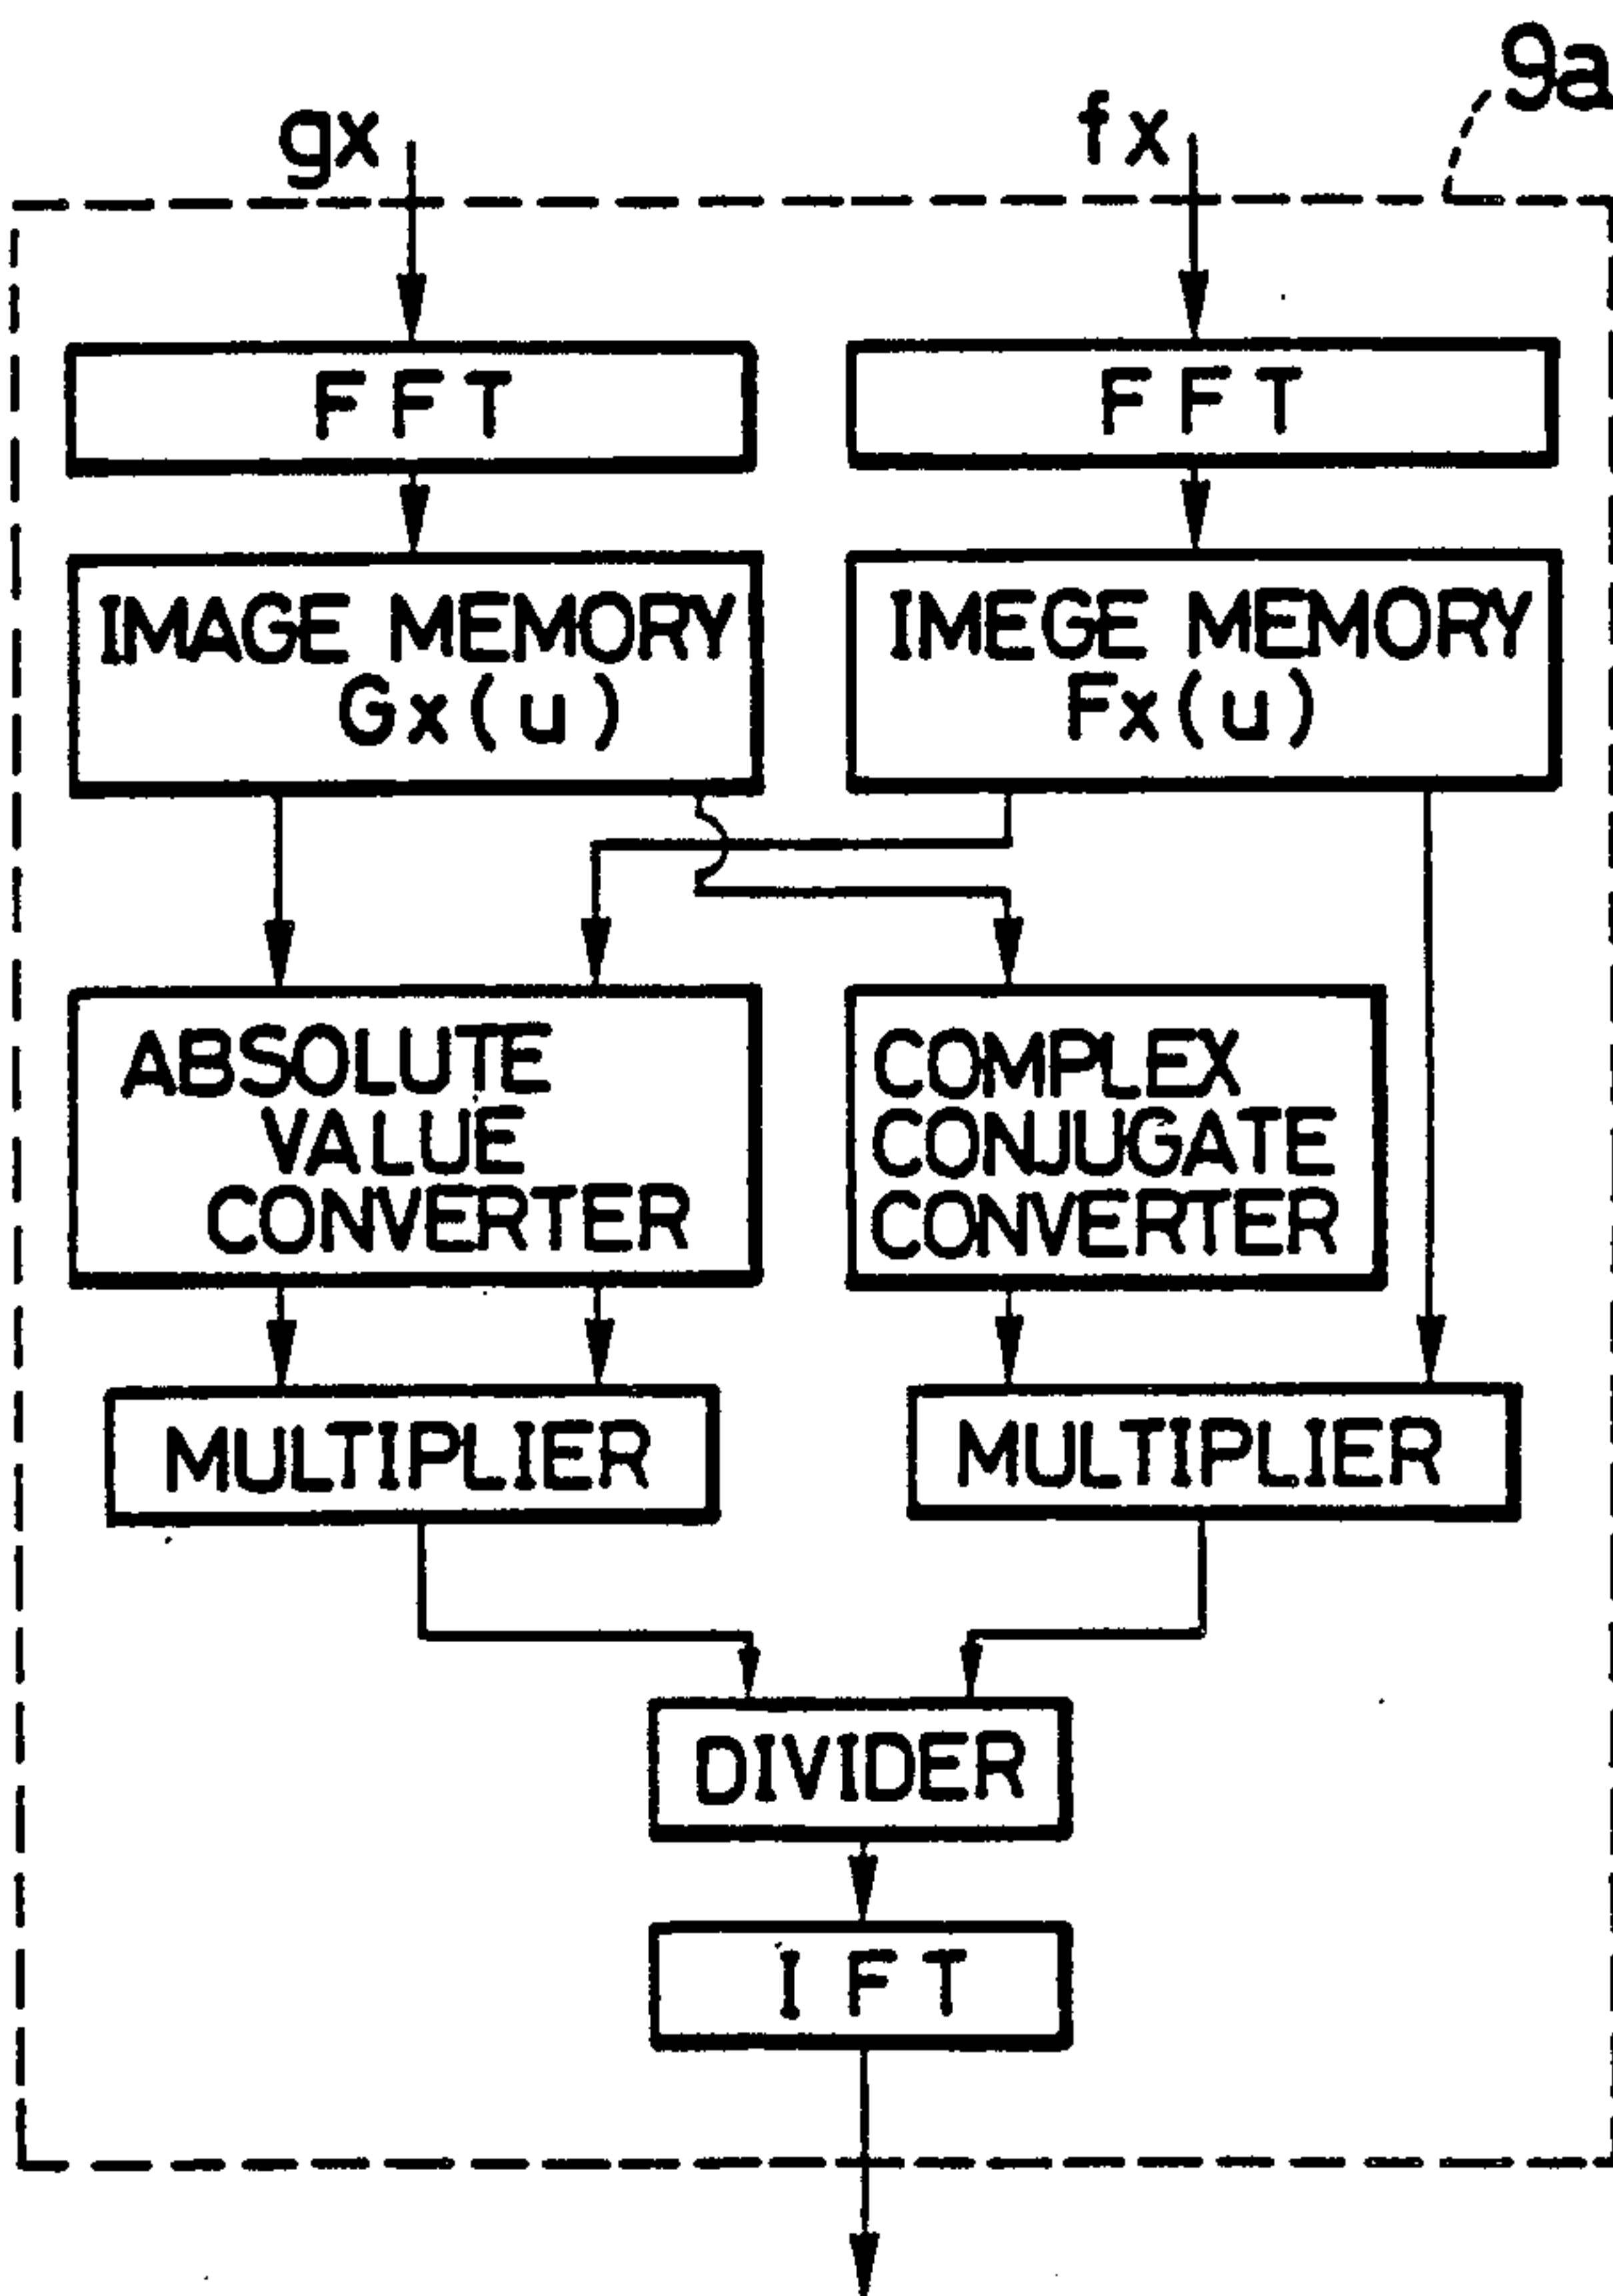 9a
gx
fx
FFT
FFT
IMAGE MEMORY
Gx(u)
IMEGE MEMORY
Fx(u)
ABSOLUTE
VALUE
CONVERTER
COMPLEX
CONJUGATE
CONVERTER
MULTIPLIER
MULTIPLIER
DIVIDER
IFT